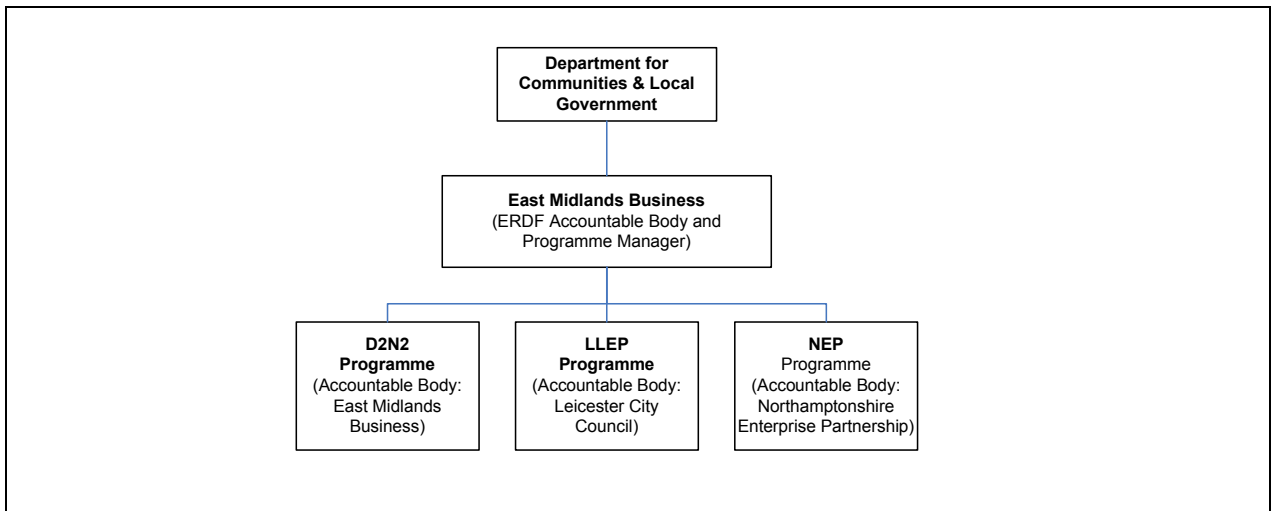 Department for
Communities & Local
Government
East Midlands Business
(ERDF Accountable Body and
Programme Manager)
D2N2
Programme
(Accountable Body:
East Midlands
Business)
LLEP
Programme
(Accountable Body:
Leicester City
Council)
NEP
Programme
(Accountable Body:
Northamptonshire
Enterprise Partnership)